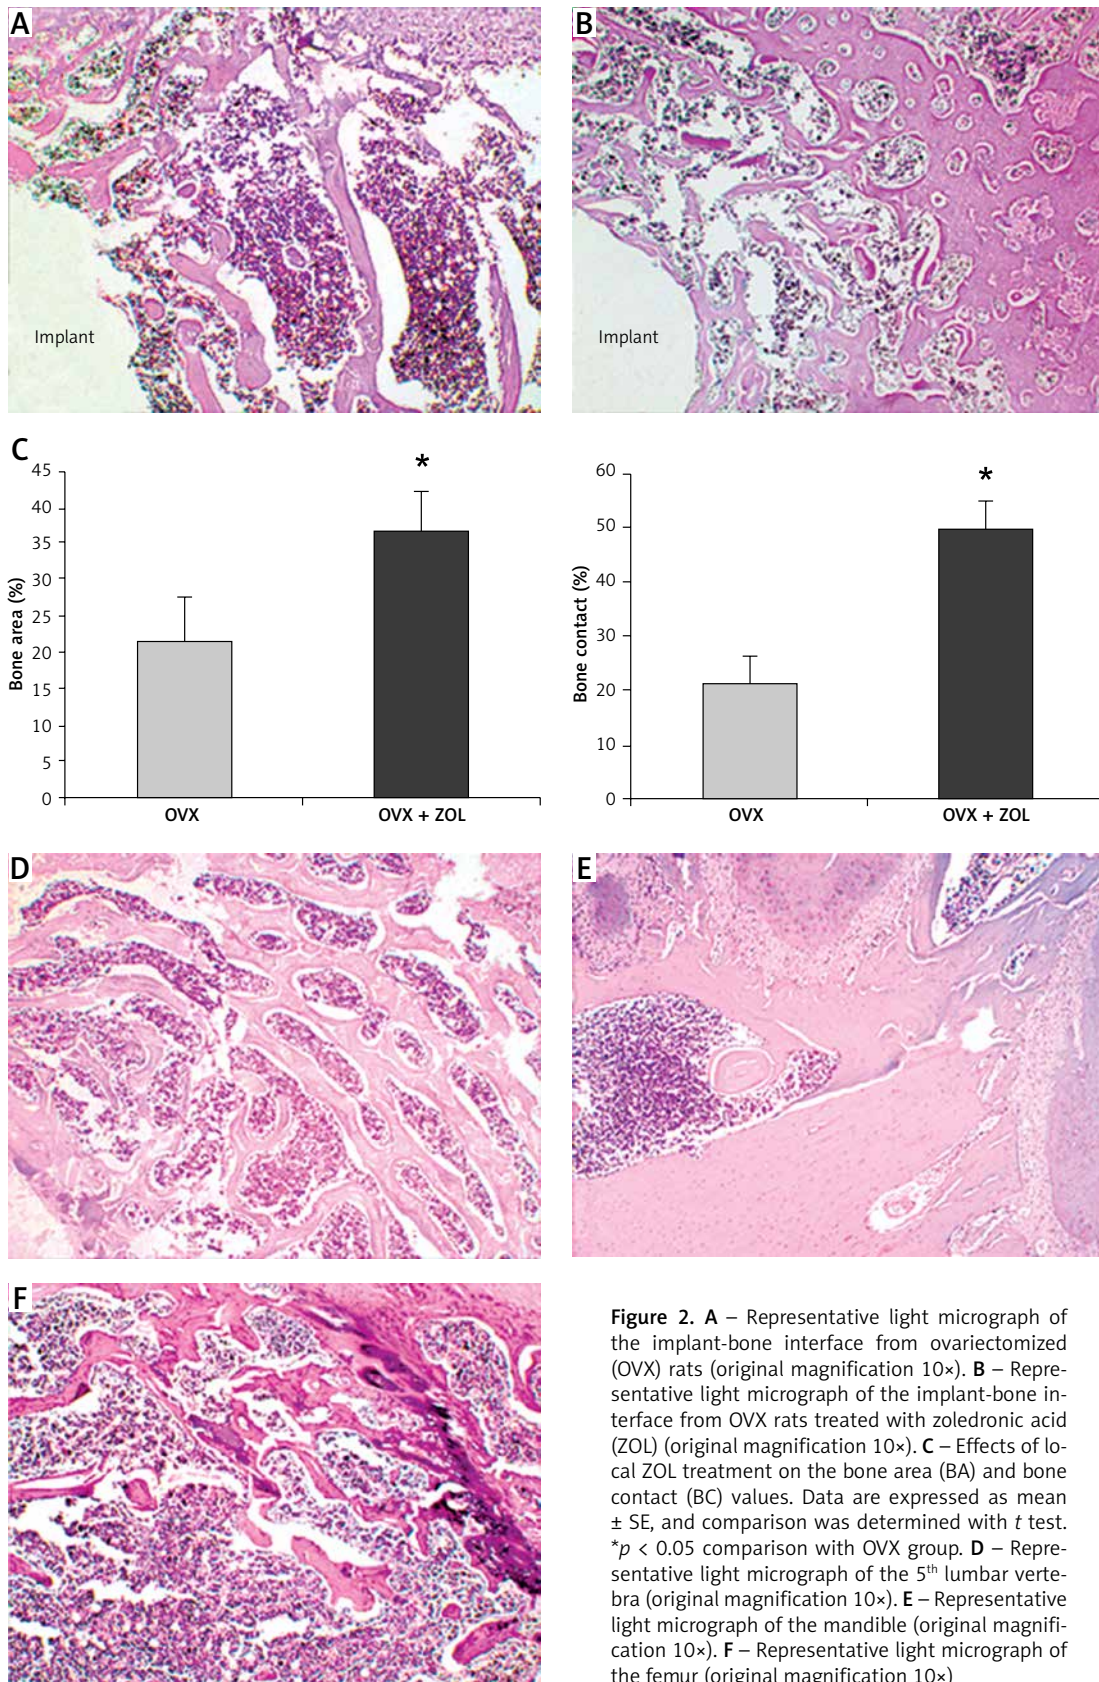 A
B
Implant
Implant
C
*
45
40
35
30
25
20
15
10
5
0
Bone area (%)
OVX
OVX + ZOL
*
60
50
40
30
20
10
0
Bone contact (%)
OVX
OVX + ZOL
D
E
F
Figure 2. A – Representative light micrograph of
the implant-bone interface from ovariectomized
(OVX) rats (original magnification 10×). B – Repre-
sentative light micrograph of the implant-bone in-
terface from OVX rats treated with zoledronic acid
(ZOL) (original magnification 10×). C – Effects of lo-
cal ZOL treatment on the bone area (BA) and bone
contact (BC) values. Data are expressed as mean
± SE, and comparison was determined with t test.
*p < 0.05 comparison with OVX group. D – Repre-
sentative light micrograph of the 5th lumbar verte-
bra (original magnification 10×). E – Representative
light micrograph of the mandible (original magnifi-
cation 10×). F – Representative light micrograph of
the femur (original magnification 10×)